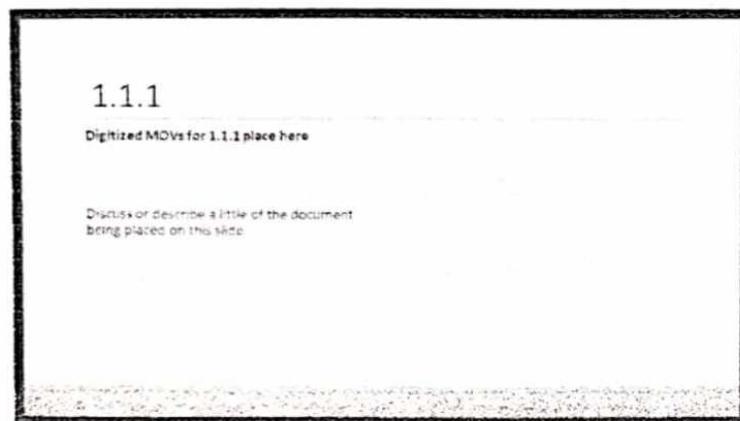 1.1.1
Digitized MOVs for 1.1.1 place here
Discuss or describe a little of the document
being placed on this slide